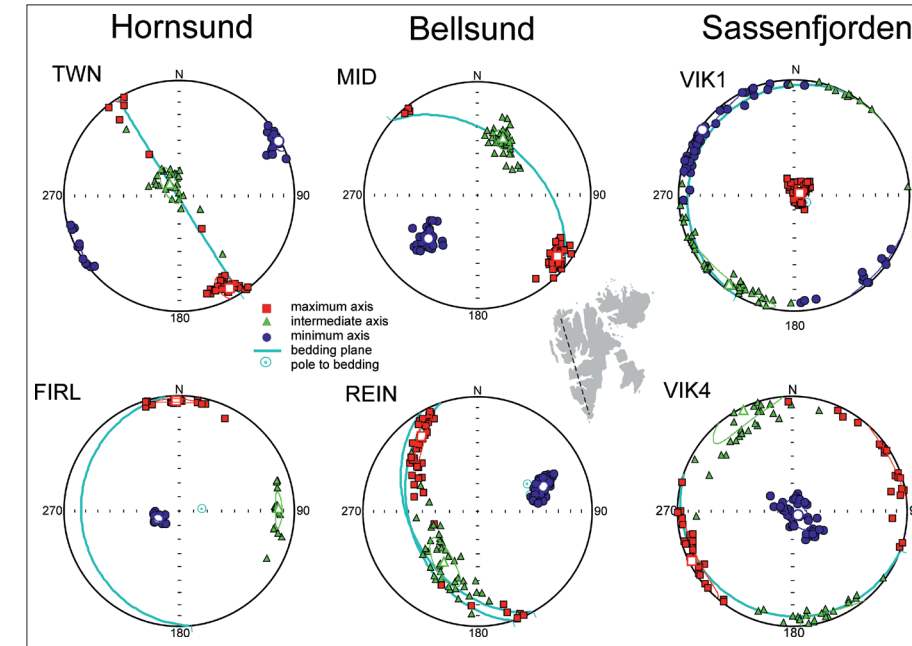 Hornsund
Bellsund
Sassenfjorden
TWN
N
270
90
180
MID
N
270
90
180
VIK1
N
270
180
maximum axis
intermediate axis
minimum axis
bedding plane
pole to bedding
FIRL
N
270
90
180
REIN
N
270
90
180
VIK4
N
270
9
180